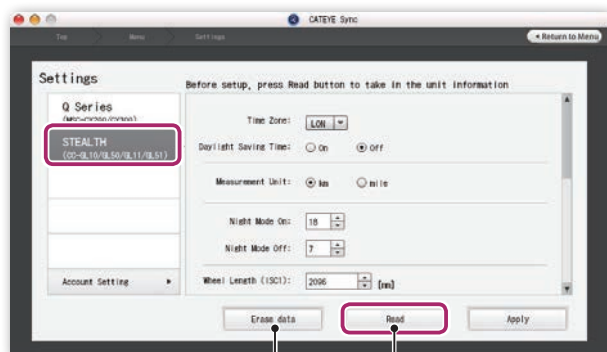 CATEYE Sync
Top Menu Settings
Return to Menu
Settings
Before setup, press Read button to take in the unit information
Q Series
(MSC-CY200/CY300)
STEALTH
(CC-GL10/GL50/GL11/GL51)
Account Setting
Time Zone: LON
Daylight Saving Time: On Off
Measurement Unit: km mile
Night Mode On: 18
Night Mode Off: 7
Wheel Length (ISC1): 2096 [mm]
Erase data Read Apply